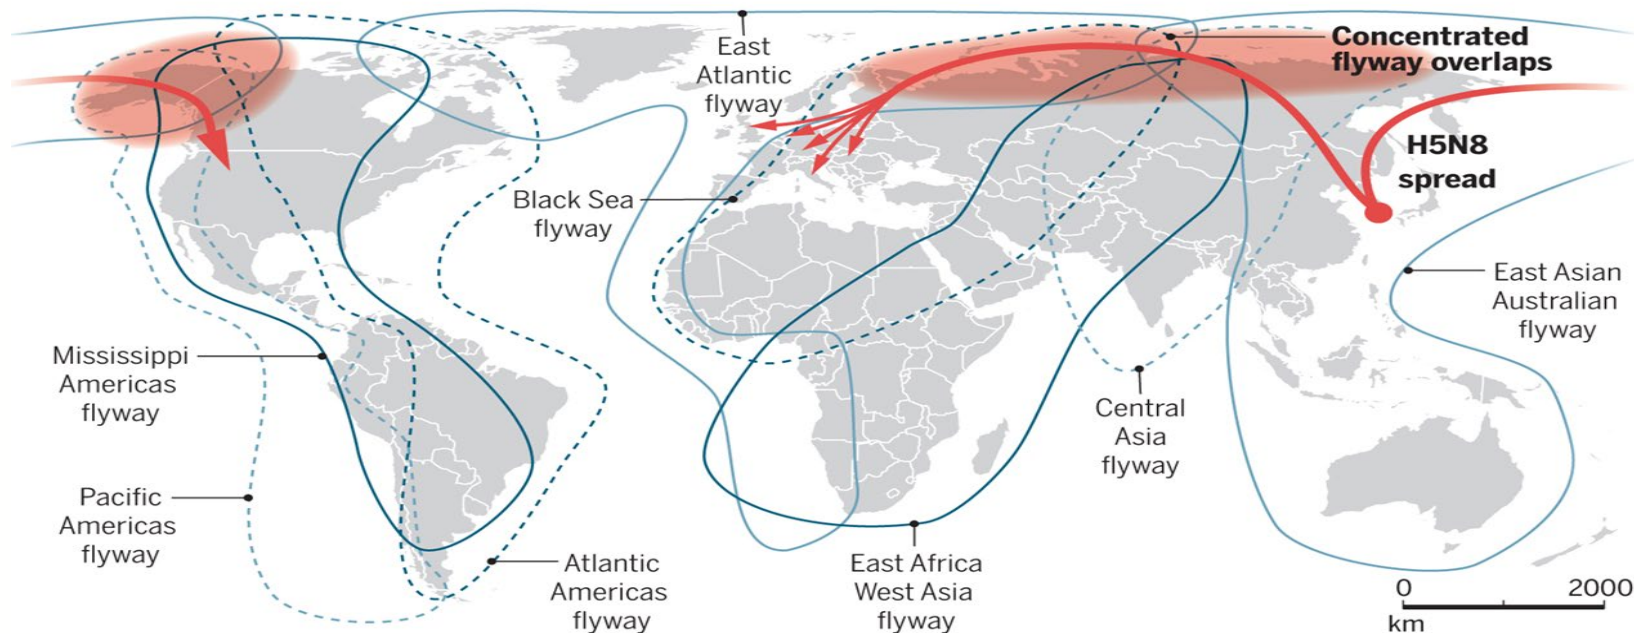 East
Atlantic
flyway
Concentrated
flyway overlaps
H5N8
spread
Black Sea
flyway
East Asian
Australian
flyway
Mississippi
Americas
flyway
Central
Asia
flyway
Pacific
Americas
flyway
Atlantic
Americas
flyway
East Africa
West Asia
flyway
0 2000
km